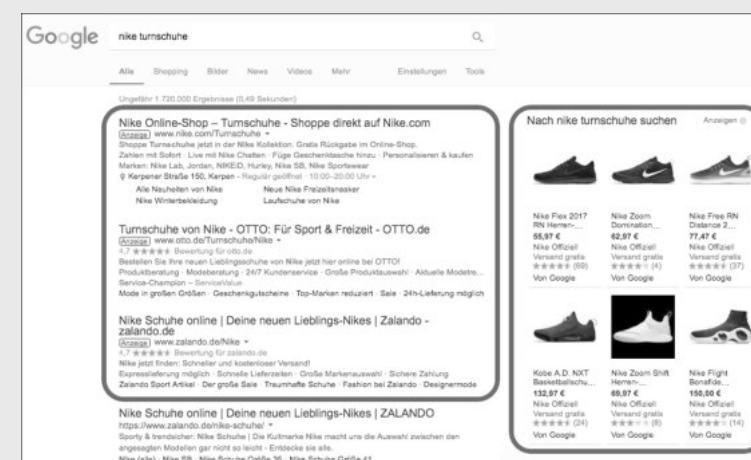 Google
nike turnschuhe
Alle Shopping Bilder News Videos Mehr Einstellungen Tools
Ungefähr 1.720.000 Ergebnisse (0,49 Sekunden)
Nike Online-Shop – Turnschuhe - Shoppe direkt auf Nike.com
Anzeige www.nike.com/Turnschuhe
Shoppe Turnschuhe jetzt in der Nike Kollektion. Gratis Rückgabe im Online-Shop.
Zahlen mit Sofort · Live mit Nike Chatten · Füge Geschenktasche hinzu · Personalisieren & kaufen
Marken: Nike Lab, Jordan, NIKEiD, Hurley, Nike SB, Nike Sportswear
Kerpener Straße 150, Kerpen - Regulär geöffnet · 10:00–20:00 Uhr
Alle Neuheiten von Nike Neue Nike Freizeitsneaker
Nike Winterbekleidung Laufschuhe von Nike
Turnschuhe von Nike - OTTO: Für Sport & Freizeit - OTTO.de
Anzeige www.otto.de/Turnschuhe/Nike
4,7 ★★★★★ Bewertung für otto.de
Bestellen Sie Ihre neuen Lieblingsschuhe von Nike jetzt hier online bei OTTO!
Produktberatung · Modeberatung · 24/7 Kundenservice · Große Produktauswahl · Aktuelle Modetre...
Service-Champion – ServiceValue
Mode in großen Größen · Geschenkgutscheine · Top-Marken reduziert · Sale · 24h-Lieferung möglich
Nike Schuhe online | Deine neuen Lieblings-Nikes | Zalando -
zalando.de
Anzeige www.zalando.de/Nike
4,7 ★★★★★ Bewertung für zalando.de
Nike jetzt finden: Schneller und kostenloser Versand!
Expresslieferung möglich · Schnelle Lieferzeiten · Große Markenauswahl · Sichere Zahlung
Zalando Sport Artikel · Der große Sale · Traumhafte Schuhe · Fashion bei Zalando · Designermode
Nike Schuhe online | Deine neuen Lieblings-Nikes | ZALANDO
https://www.zalando.de/nike-schuhe/
Sporty & trendsicher: Nike Schuhe | Die Kultmarke Nike macht uns die Auswahl zwischen den
angesagten Modellen gar nicht so leicht - Entdecke sie alle.
Nike (alle) · Nike SB · Nike Schuhe Größe 36 · Nike Schuhe Größe 41
Nach nike turnschuhe suchen Anzeigen
Nike Flex 2017 Nike Zoom Nike Free RN
RN Herren-... Domination... Distance 2...
55,97 € 62,97 € 77,47 €
Nike Offiziell Nike Offiziell Nike Offiziell
Versand gratis Versand gratis Versand gratis
★★★★★ (69) ★★★★ (4) ★★★★★ (37)
Von Google Von Google Von Google
Kobe A.D. NXT Nike Zoom Shift Nike Flight
Basketballschu... Herren-... Bonafide...
132,97 € 69,97 € 150,00 €
Nike Offiziell Nike Offiziell Nike Offiziell
Versand gratis Versand gratis Versand gratis
★★★★★ (24) ★★★★ (8) ★★★★ (14)
Von Google Von Google Von Google